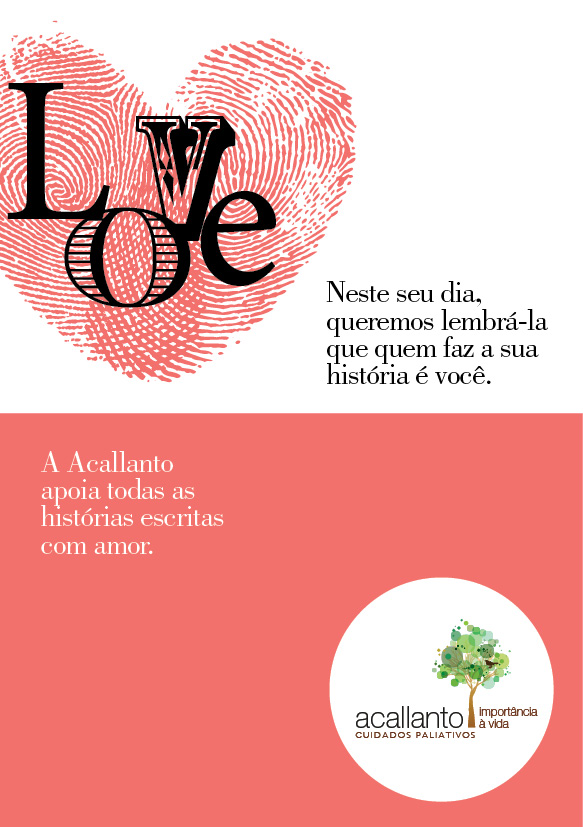 Love
Neste seu dia,
queremos lembrá-la
que quem faz a sua
história é você.
A Acallanto
apoia todas as
histórias escritas
com amor.
acallanto
CUIDADOS PALIATIVOS
importância
à vida